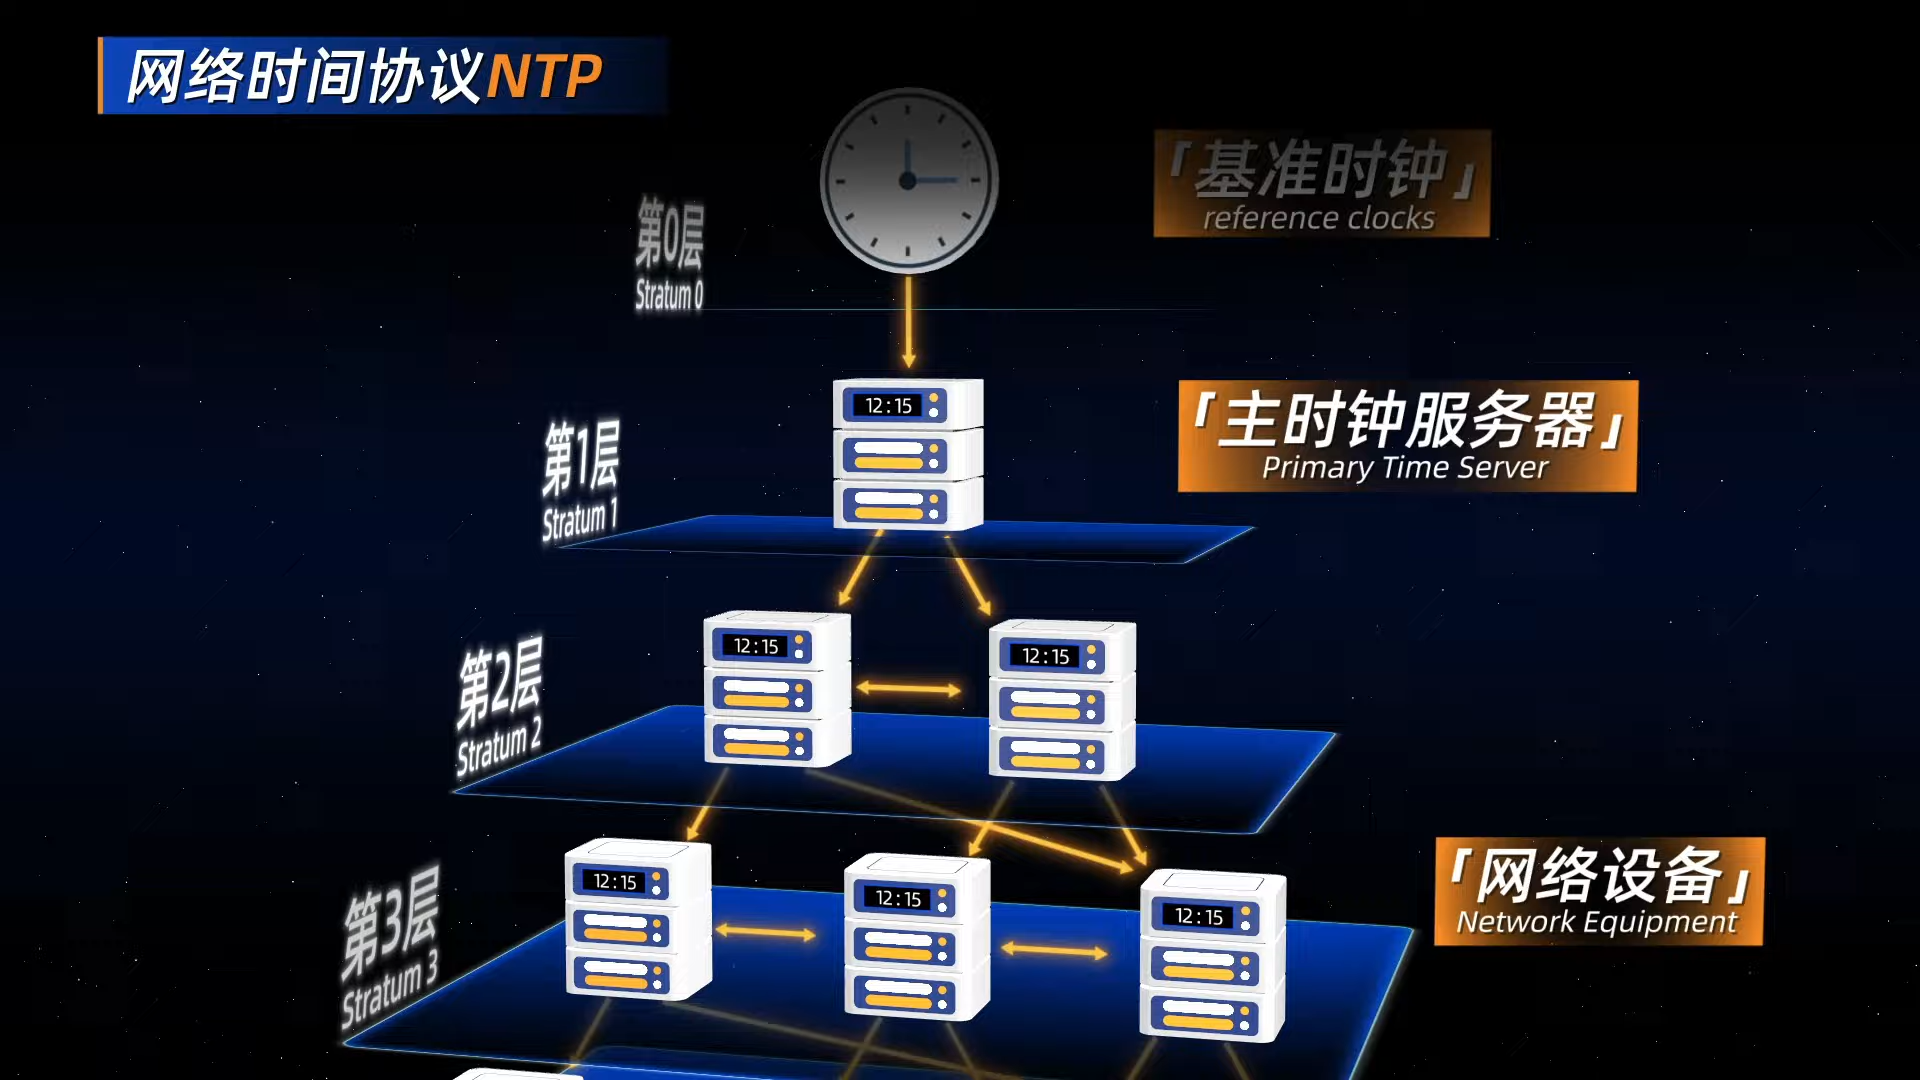 网络时间协议NTP
「基准时钟」
reference clocks
第0层
Stratum 0
12:15
「主时钟服务器」
Primary Time Server
第1层
Stratum 1
12:15
12:15
第2层
Stratum 2
「网络设备」
Network Equipment
12:15
12:15
12:15
第3层
Stratum 3